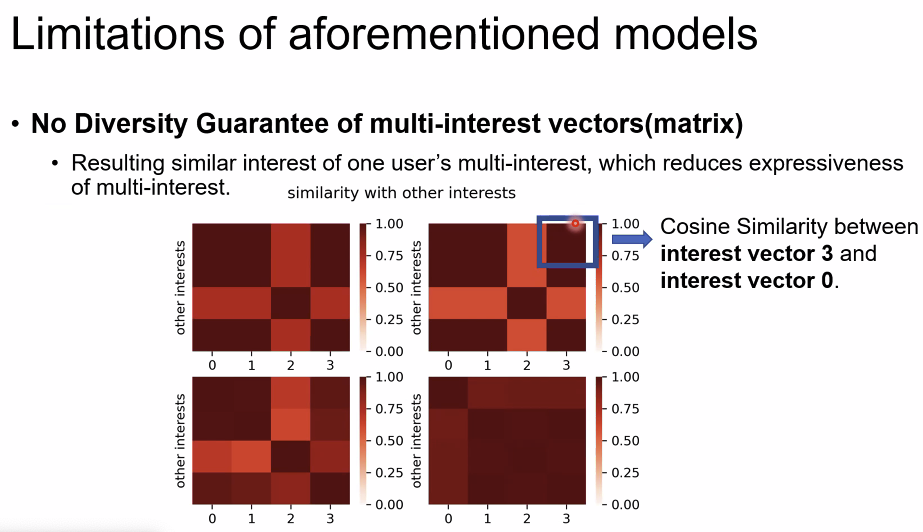 Limitations of aforementioned models
• No Diversity Guarantee of multi-interest vectors(matrix)
• Resulting similar interest of one user's multi-interest, which reduces expressiveness
of multi-interest.
similarity with other interests
other interests
1.00
0.75
0.50
0.25
0.00
0 1 2 3
other interests
1.00
0.75
0.50
0.25
0.00
0 1 2 3
Cosine Similarity between
interest vector 3 and
interest vector 0.
other interests
1.00
0.75
0.50
0.25
0.00
0 1 2 3
other interests
1.00
0.75
0.50
0.25
0.00
0 1 2 3